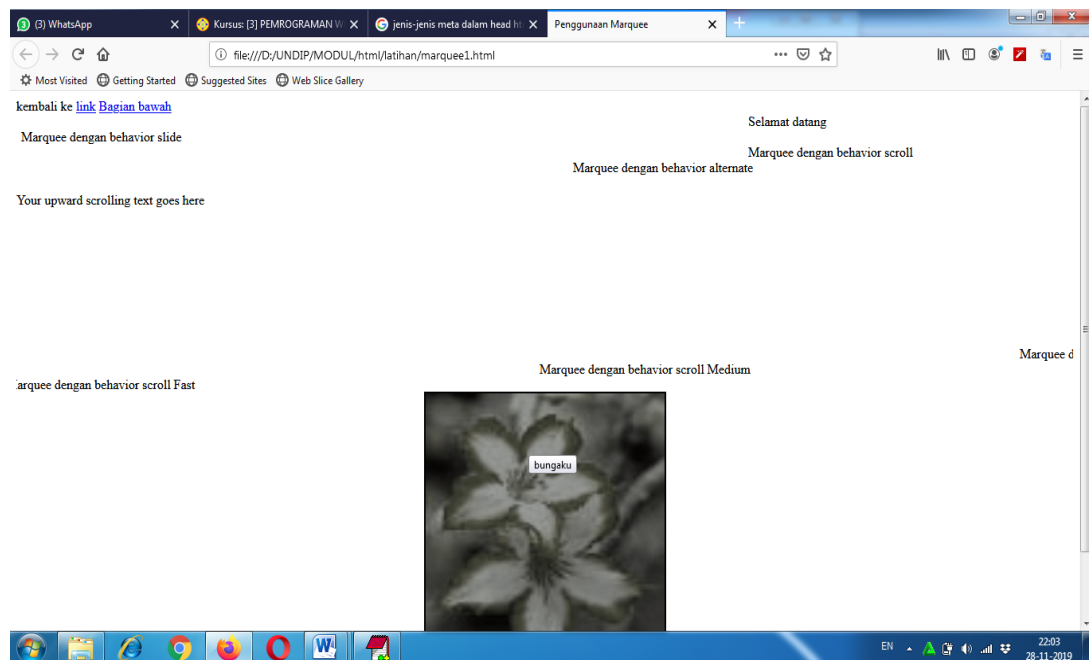 (3) WhatsApp
Kursus: [3] PEMROGRAMAN W
jenis-jenis meta dalam head ht
Penggunaan Marquee
file:///D:/UNDIP/MODUL/html/latihan/marquee1.html
Most Visited Getting Started Suggested Sites Web Slice Gallery
kembali ke link Bagian bawah
Selamat datang
Marquee dengan behavior slide
Marquee dengan behavior scroll
Marquee dengan behavior alternate
Your upward scrolling text goes here
Marquee d
Marquee dengan behavior scroll Medium
arquee dengan behavior scroll Fast
bungaku
EN
22:03
28-11-2019